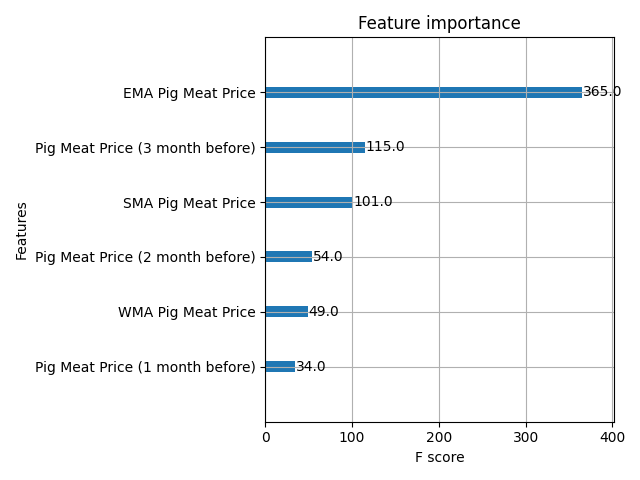 Feature importance
EMA Pig Meat Price 365.0
Pig Meat Price (3 month before) 115.0
SMA Pig Meat Price 101.0
Pig Meat Price (2 month before) 54.0
WMA Pig Meat Price 49.0
Pig Meat Price (1 month before) 34.0
Features
0 100 200 300 400
F score